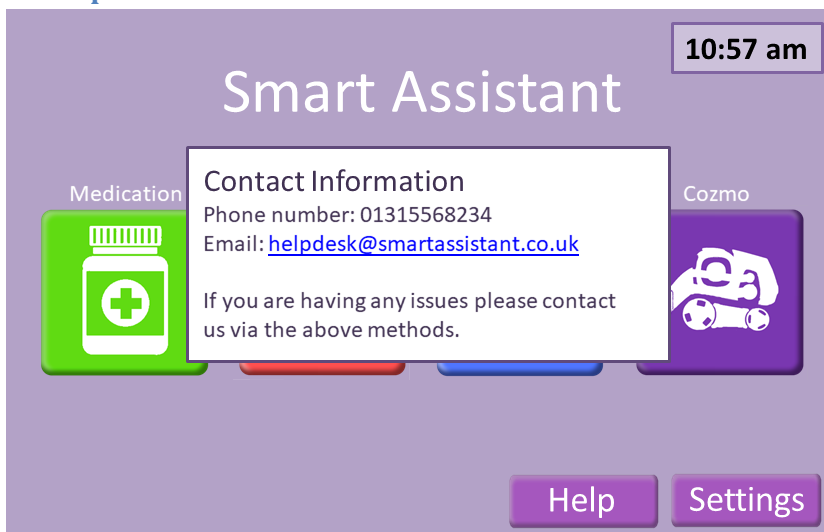 10:57 am
Smart Assistant
Medication
Cozmo
Contact Information
Phone number: 01315568234
Email: helpdesk@smartassistant.co.uk
If you are having any issues please contact
us via the above methods.
Help
Settings